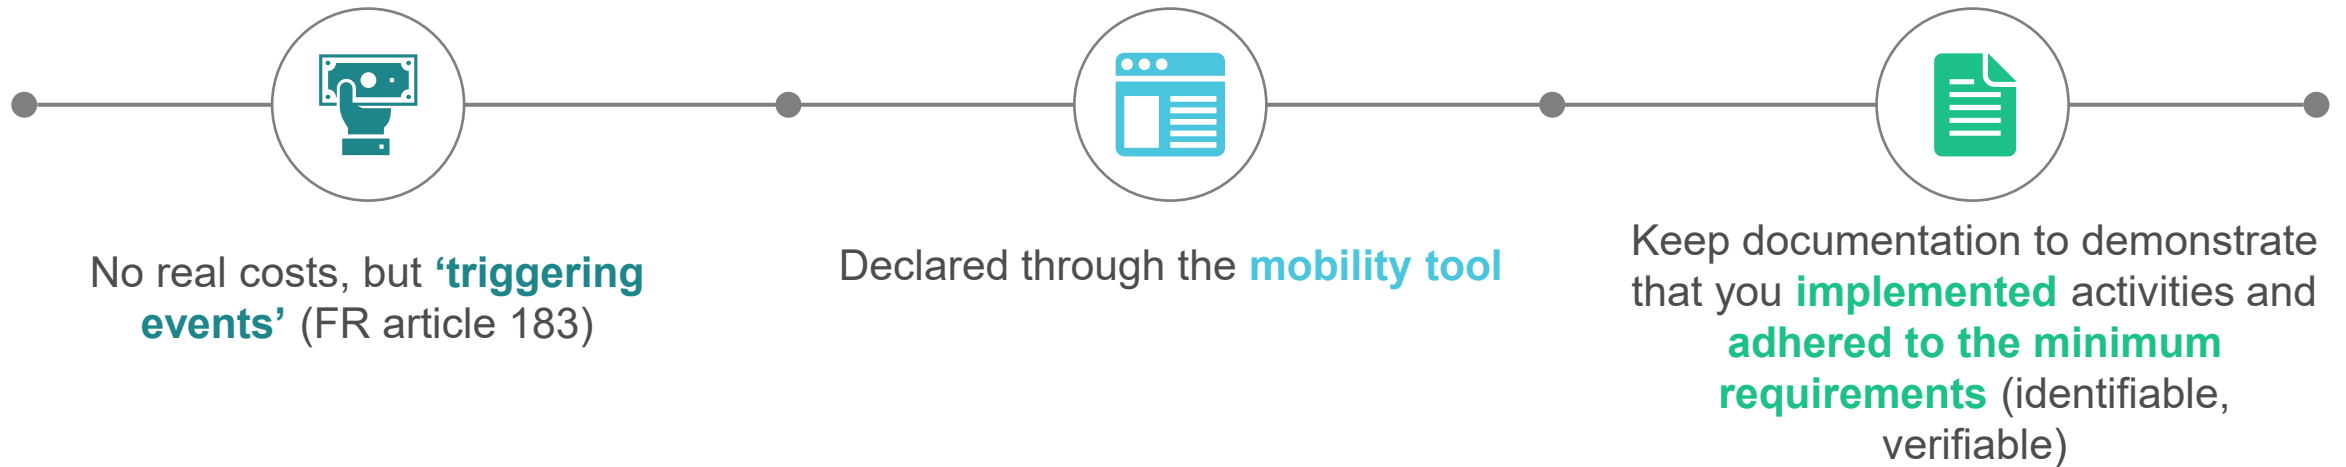 No real costs, but ‘triggering
events’ (FR article 183)
Declared through the mobility tool
Keep documentation to demonstrate
that you implemented activities and
adhered to the minimum
requirements (identifiable,
verifiable)